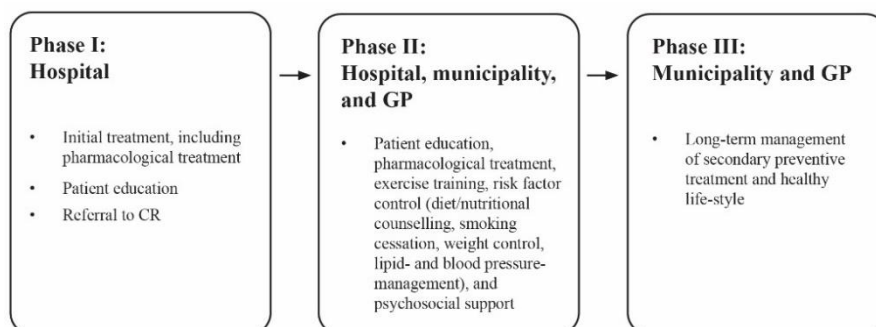 Phase I:
Hospital
• Initial treatment, including
pharmacological treatment
• Patient education
• Referral to CR
Phase II:
Hospital, municipality,
and GP
• Patient education,
pharmacological treatment,
exercise training, risk factor
control (diet/nutritional
counselling, smoking
cessation, weight control,
lipid- and blood pressure-
management), and
psychosocial support
Phase III:
Municipality and GP
• Long-term management
of secondary preventive
treatment and healthy
life-style